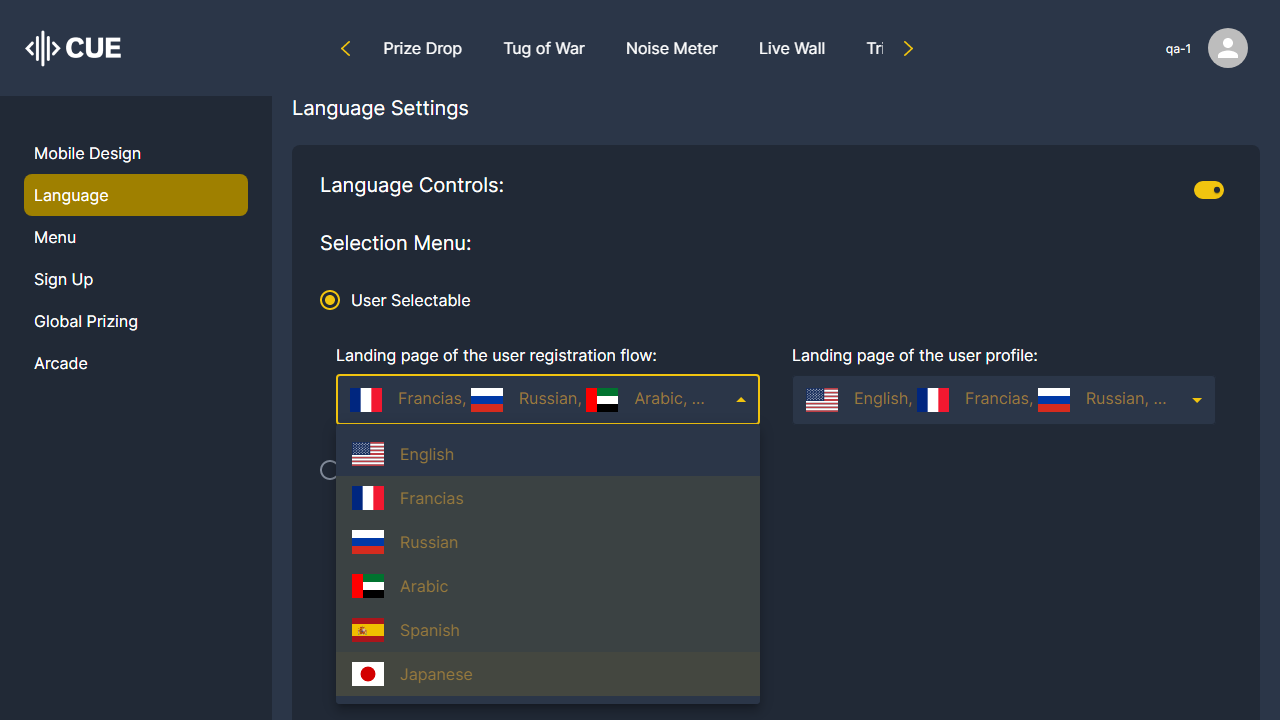 CUE
Prize Drop
Tug of War
Noise Meter
Live Wall
Tri
qa-1
Mobile Design
Language
Menu
Sign Up
Global Prizing
Arcade
Language Settings
Language Controls:
Selection Menu:
User Selectable
Landing page of the user registration flow:
Francias, Russian, Arabic, ...
English
Francias
Russian
Arabic
Spanish
Japanese
Landing page of the user profile:
English, Francias, Russian, ...